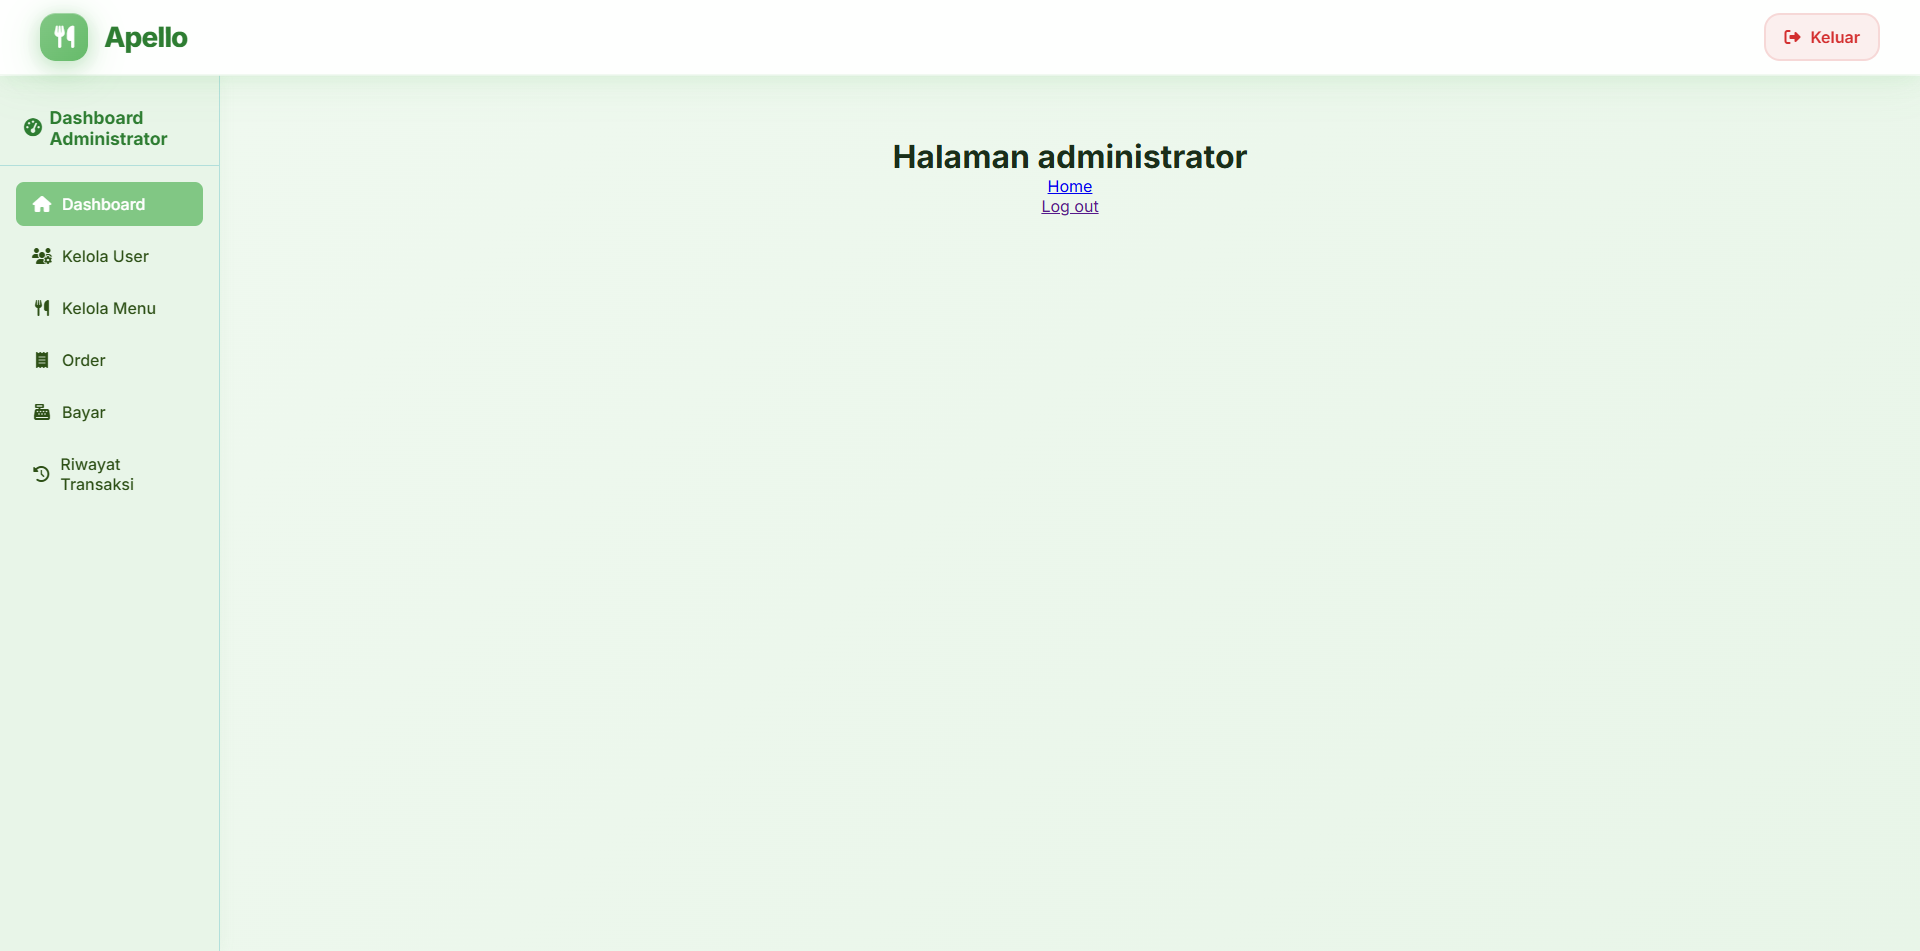 Apello
Keluar
Dashboard
Administrator
Dashboard
Kelola User
Kelola Menu
Order
Bayar
Riwayat
Transaksi
Halaman administrator
Home
Log out